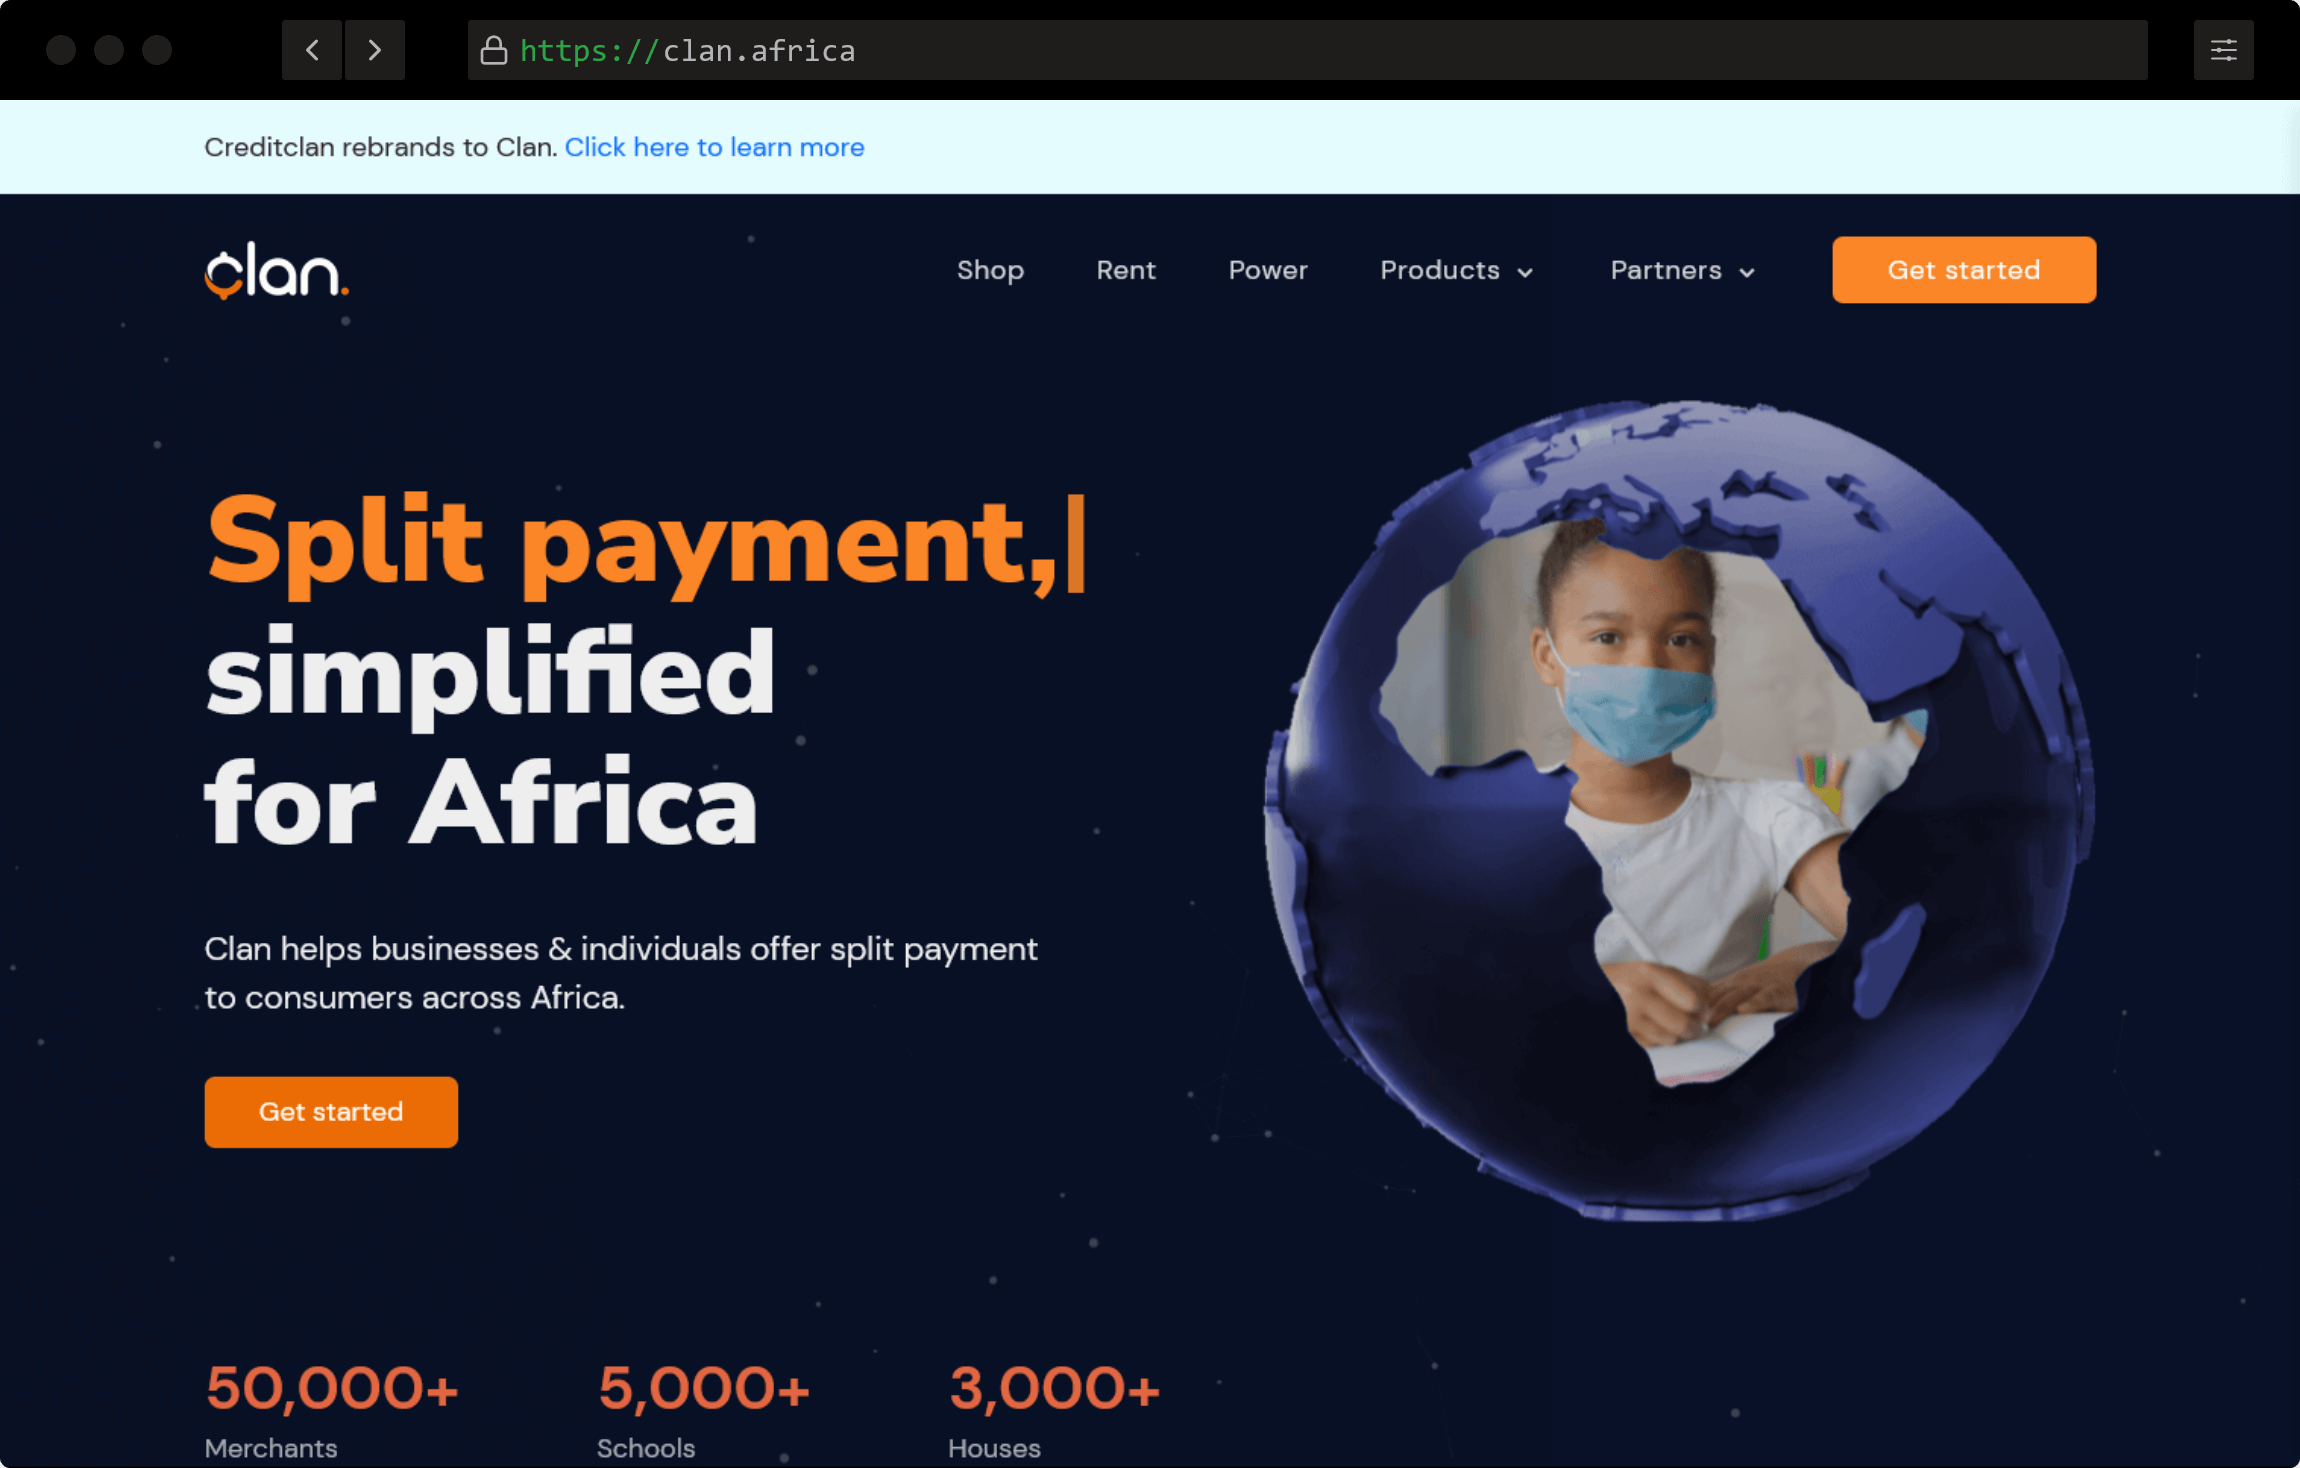 https://clan.africa
Creditclan rebrands to Clan. Click here to learn more
clan.
Shop
Rent
Power
Products
Partners
Get started
Split payment,
simplified
for Africa
Clan helps businesses & individuals offer split payment
to consumers across Africa.
Get started
50,000+
Merchants
5,000+
Schools
3,000+
Houses